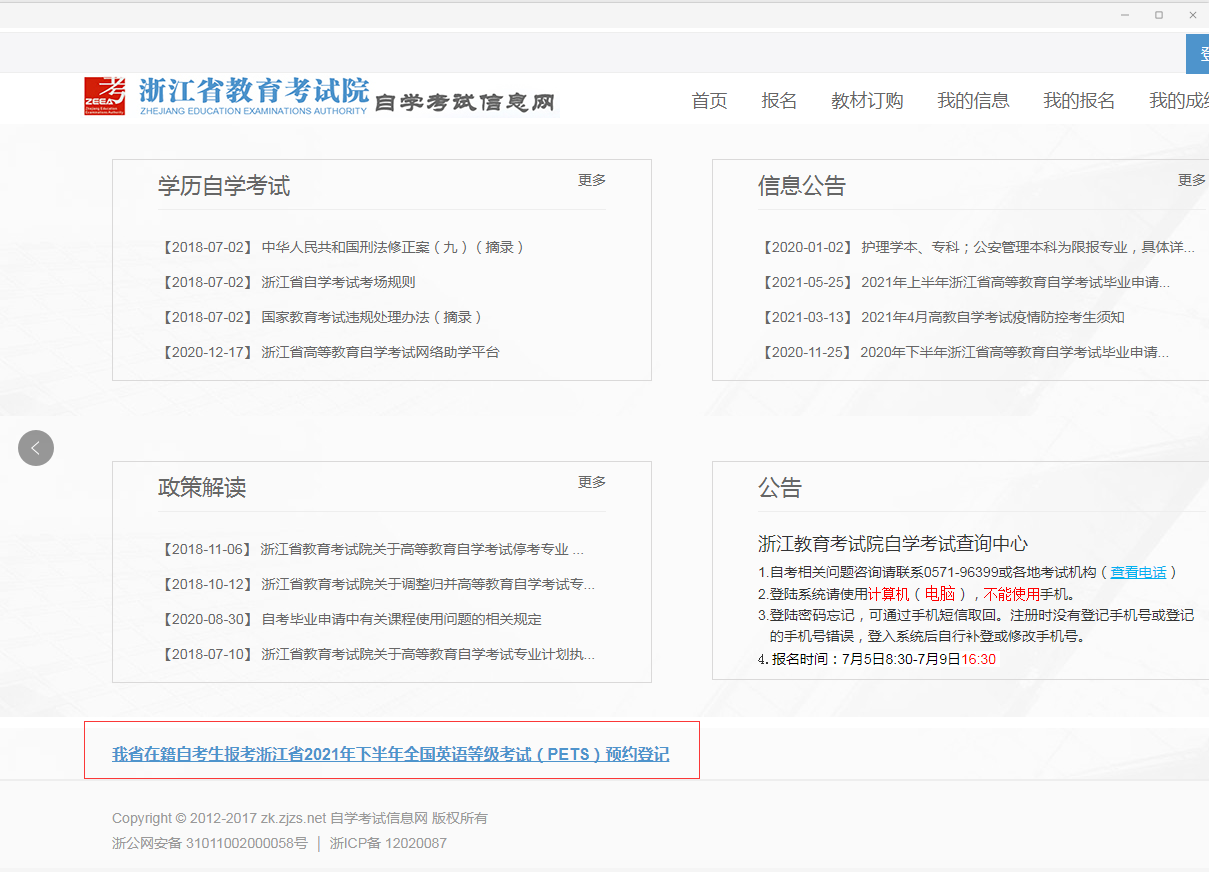 登
考
ZEEA
Zhejiang Education
Examinations Authority
浙江省教育考试院
ZHEJIANG EDUCATION EXAMINATIONS AUTHORITY
自学考试信息网
首页 报名 教材订购 我的信息 我的报名 我的成绩
学历自学考试 更多
【2018-07-02】 中华人民共和国刑法修正案（九）（摘录）
【2018-07-02】 浙江省自学考试考场规则
【2018-07-02】 国家教育考试违规处理办法（摘录）
【2020-12-17】 浙江省高等教育自学考试网络助学平台
信息公告 更多
【2020-01-02】 护理学本、专科；公安管理本科为限报专业，具体详...
【2021-05-25】 2021年上半年浙江省高等教育自学考试毕业申请...
【2021-03-13】 2021年4月高教自学考试疫情防控考生须知
【2020-11-25】 2020年下半年浙江省高等教育自学考试毕业申请...
政策解读 更多
【2018-11-06】 浙江省教育考试院关于高等教育自学考试停考专业 ...
【2018-10-12】 浙江省教育考试院关于调整归并高等教育自学考试专...
【2020-08-30】 自考毕业申请中有关课程使用问题的相关规定
【2018-07-10】 浙江省教育考试院关于高等教育自学考试专业计划执...
公告
浙江教育考试院自学考试查询中心
1.自考相关问题咨询请联系0571-96399或各地考试机构（查看电话）
2.登陆系统请使用计算机（电脑），不能使用手机。
3.登陆密码忘记，可通过手机短信取回。注册时没有登记手机号或登记
的手机号错误，登入系统后自行补登或修改手机号。
4. 报名时间：7月5日8:30-7月9日16:30
我省在籍自考生报考浙江省2021年下半年全国英语等级考试（PETS）预约登记
Copyright © 2012-2017 zk.zjzs.net 自学考试信息网 版权所有
浙公网安备 31011002000058号 │ 浙ICP备 12020087